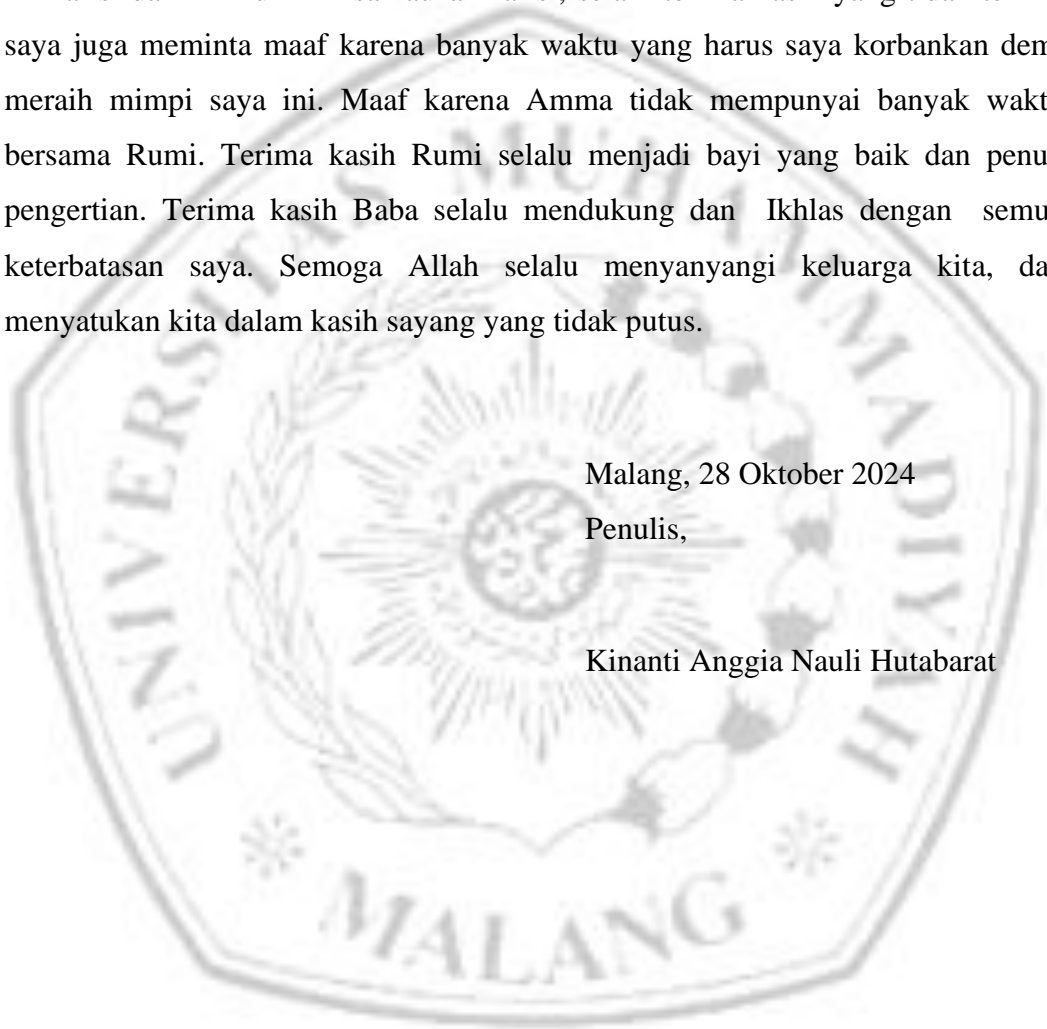 saya juga meminta maaf karena banyak waktu yang harus saya korbankan dem
meraih mimpi saya ini. Maaf karena Amma tidak mempunyai banyak wakt
bersama Rumi. Terima kasih Rumi selalu menjadi bayi yang baik dan penu
pengertian. Terima kasih Baba selalu mendukung dan Ikhlas dengan semu
keterbatasan saya. Semoga Allah selalu menyanyangi keluarga kita, da
menyatukan kita dalam kasih sayang yang tidak putus.
Malang, 28 Oktober 2024
Penulis,
Kinanti Anggia Nauli Hutabarat
UNIVERSITAS MUHAMMADIYAH
MALANG